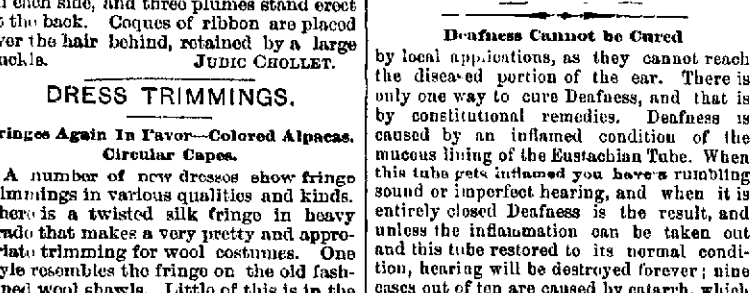 each side, and three plumes stand erect
the back. Coques of ribbon are placed
over the hair behind, retained by a large
JUDIC CHOLLET.
DRESS TRIMMINGS.
Fringes Again In Favor—Colored Alpacas.
Circular Capes.
A number of new dresses show fringe
trimmings in various qualities and kinds.
There is a twisted silk fringe in heavy
that makes a very pretty and appro-
priate trimming for wool costumes. One
style resembles the fringe on the old fash-
ioned wool shawls. Little of this is in the
Deafness Cannot be Cured
by local applications, as they cannot reach
the diseased portion of the ear. There is
only one way to cure Deafness, and that is
by constitutional remedies. Deafness is
caused by an inflamed condition of the
mucous lining of the Eustachian Tube. When
this tube gets inflamed you have a rumbling
sound or imperfect hearing, and when it is
entirely closed Deafness is the result, and
unless the inflammation can be taken out
and this tube restored to its normal condi-
tion, hearing will be destroyed forever; nine
cases out of ten are caused by catarrh, which